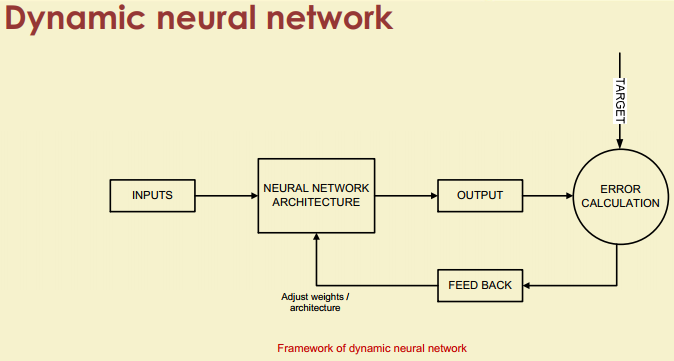 Dynamic neural network
TARGET
INPUTS
NEURAL NETWORK
ARCHITECTURE
OUTPUT
ERROR
CALCULATION
FEED BACK
Adjust weights /
architecture
Framework of dynamic neural network